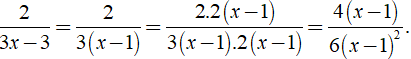 2/(3x−3) = 2/(3(x−1)) = (2.2(x−1))/(3(x−1).2(x−1)) = (4(x−1))/(6(x−1)²).